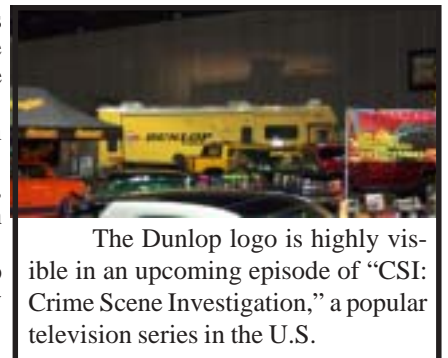 DUNLOP
The Dunlop logo is highly vis-
ible in an upcoming episode of “CSI:
Crime Scene Investigation,” a popular
television series in the U.S.